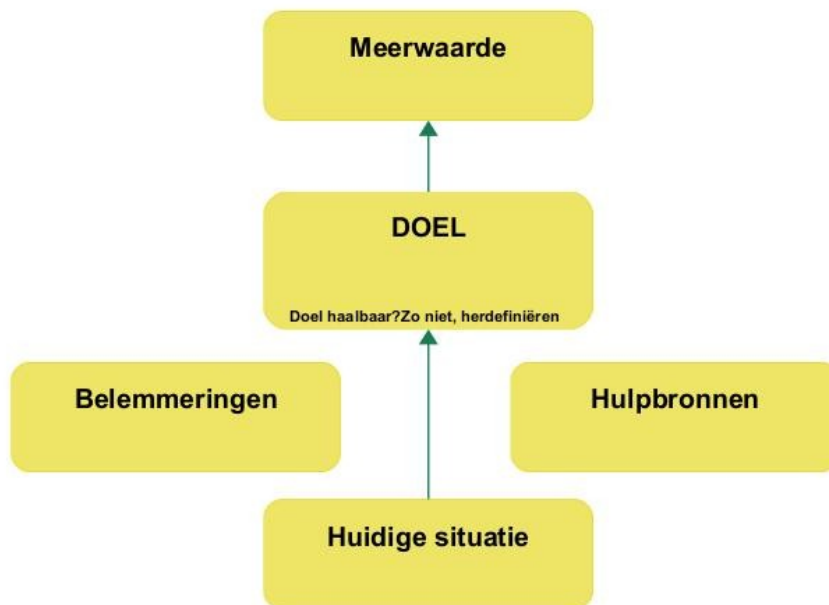 Meerwaarde
DOEL
Doel haalbaar?Zo niet, herdefiniëren
Belemmeringen
Hulpbronnen
Huidige situatie